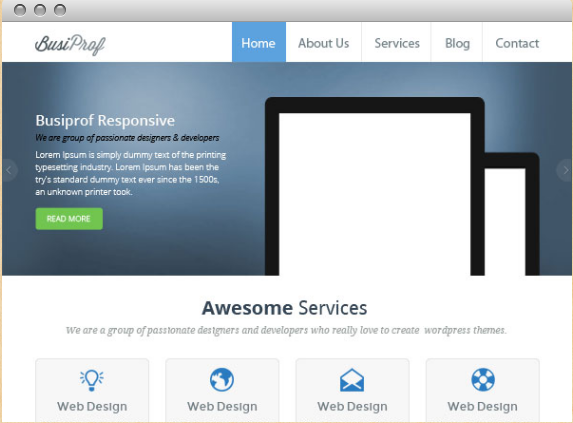 BusiProf
Home
About Us
Services
Blog
Contact
Busiprof Responsive
We are group of passionate designers & developers
Lorem Ipsum is simply dummy text of the printing
typesetting industry. Lorem Ipsum has been the
try's standard dummy text ever since the 1500s,
an unknown printer took.
READ MORE
Awesome Services
We are a group of passionate designers and developers who really love to create wordpress themes.
Web Design
Web Design
Web Design
Web Design